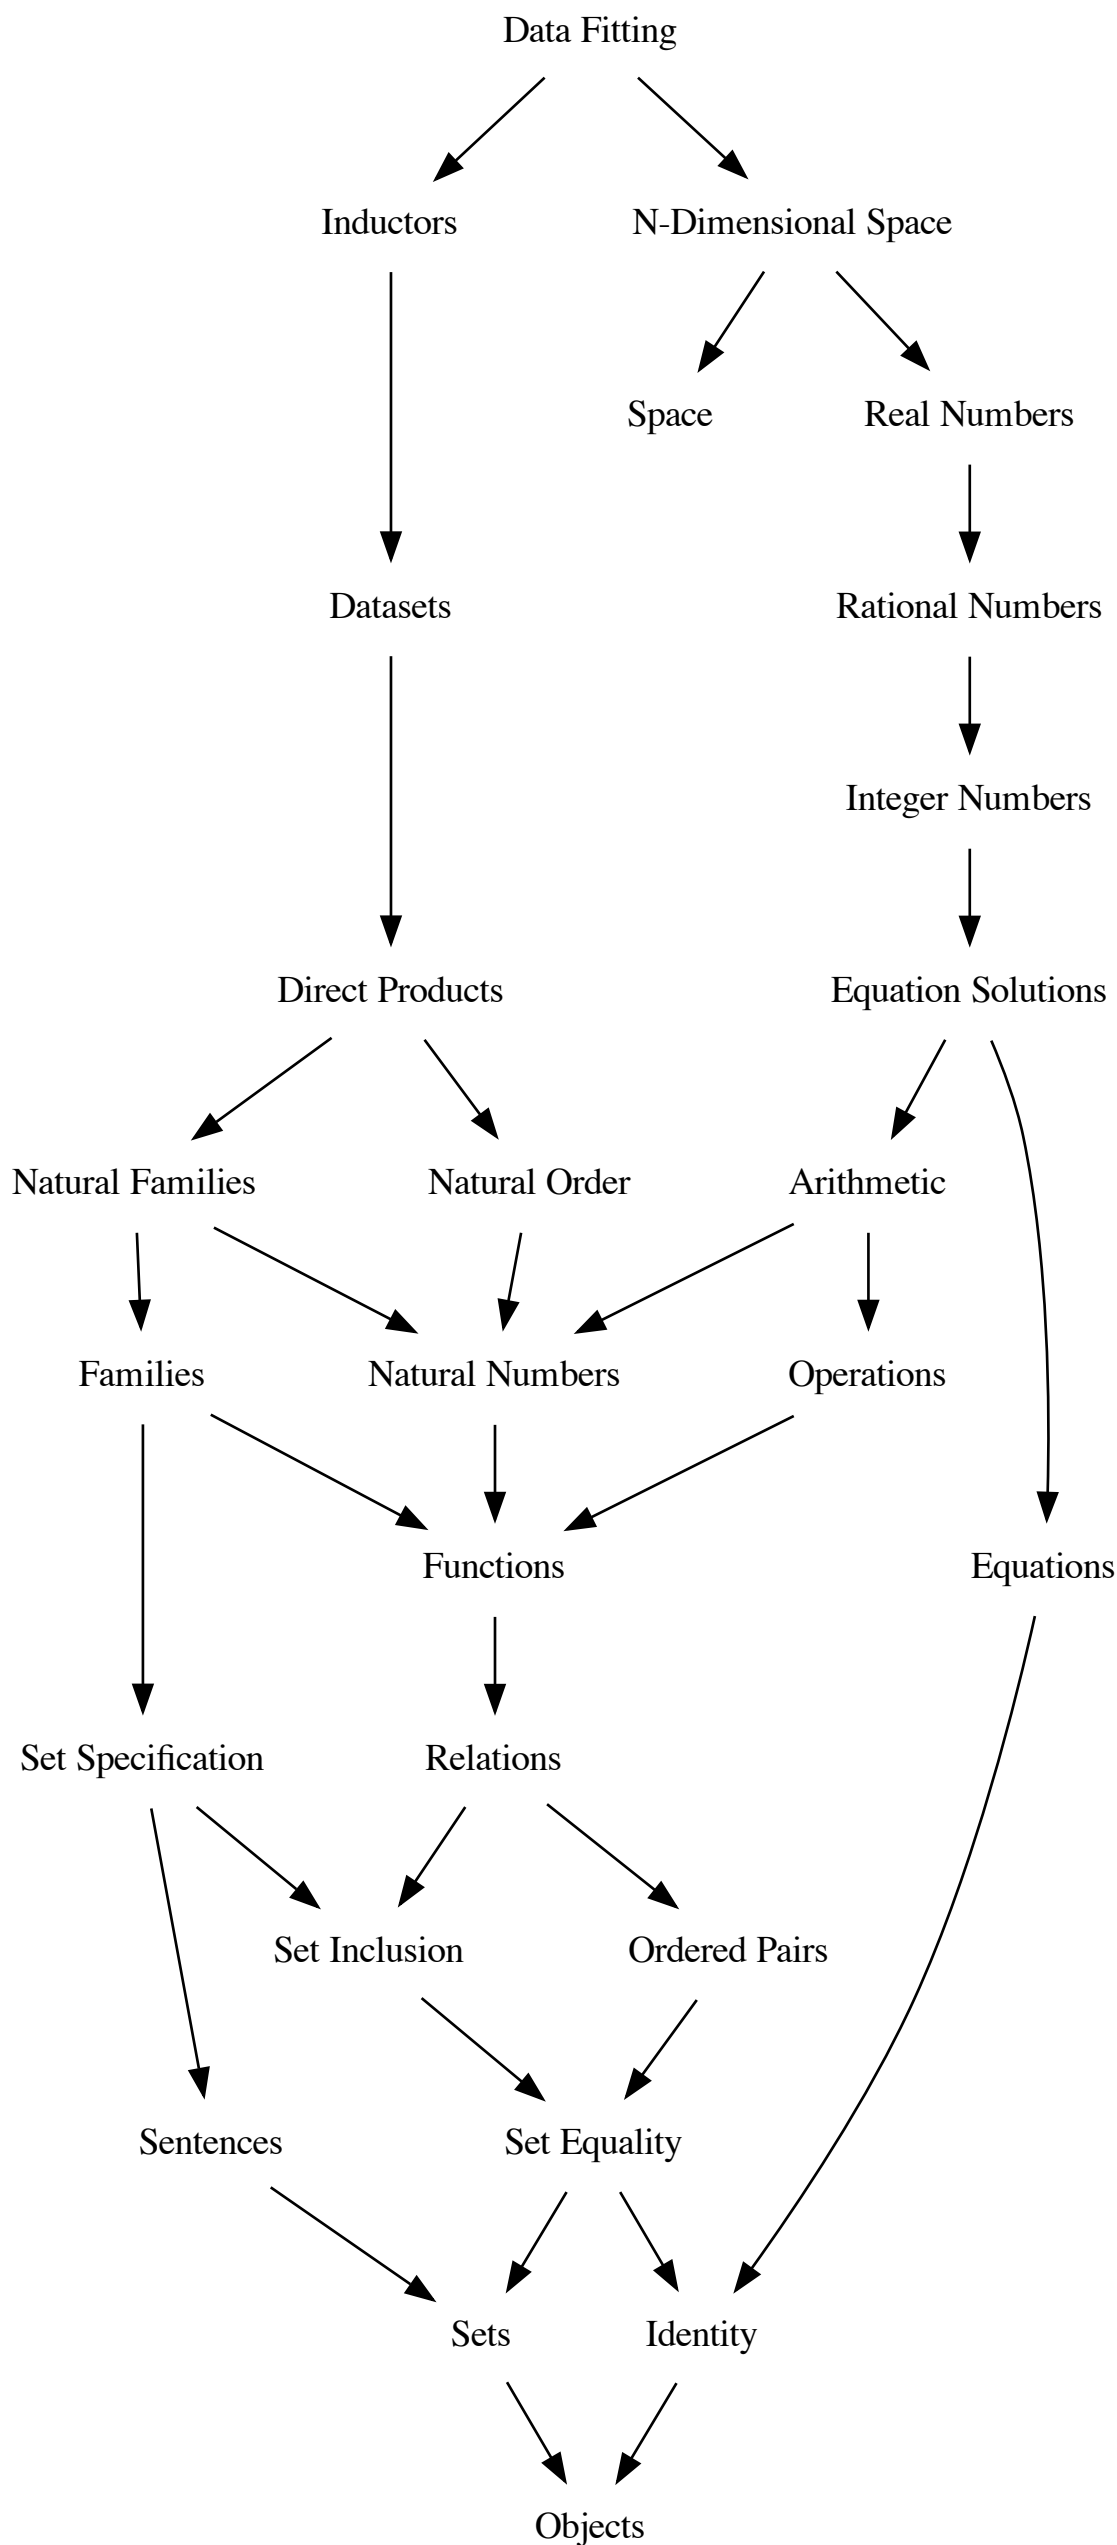 Data Fitting
Inductors
N-Dimensional Space
Space
Real Numbers
Datasets
Rational Numbers
Integer Numbers
Direct Products
Equation Solutions
Natural Families
Natural Order
Arithmetic
Families
Natural Numbers
Operations
Functions
Equations
Set Specification
Relations
Set Inclusion
Ordered Pairs
Sentences
Set Equality
Sets
Identity
Objects